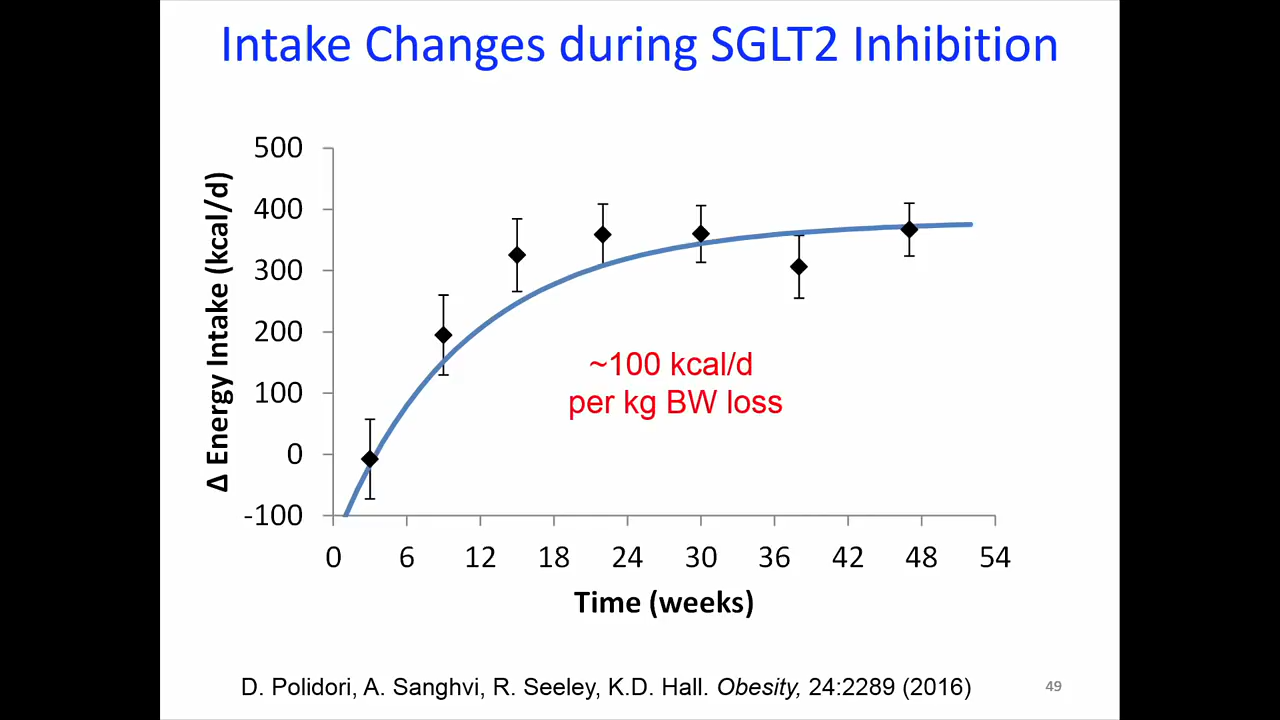 Intake Changes during SGLT2 Inhibition
Δ Energy Intake (kcal/d)
500
400
300
200
100
0
-100
~100 kcal/d
per kg BW loss
0 6 12 18 24 30 36 42 48 54
Time (weeks)
D. Polidori, A. Sanghvi, R. Seeley, K.D. Hall. Obesity, 24:2289 (2016)
49